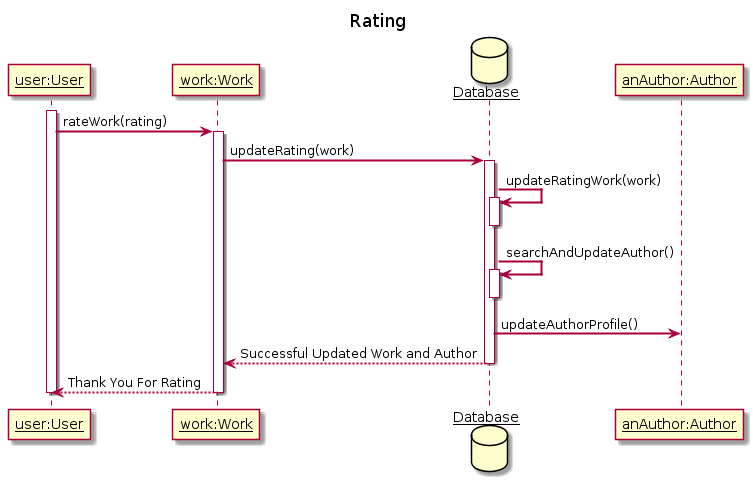 Rating
user:User
work:Work
Database
anAuthor:Author
rateWork(rating)
updateRating(work)
updateRatingWork(work)
searchAndUpdateAuthor()
updateAuthorProfile()
Successful Updated Work and Author
Thank You For Rating
user:User
work:Work
Database
anAuthor:Author